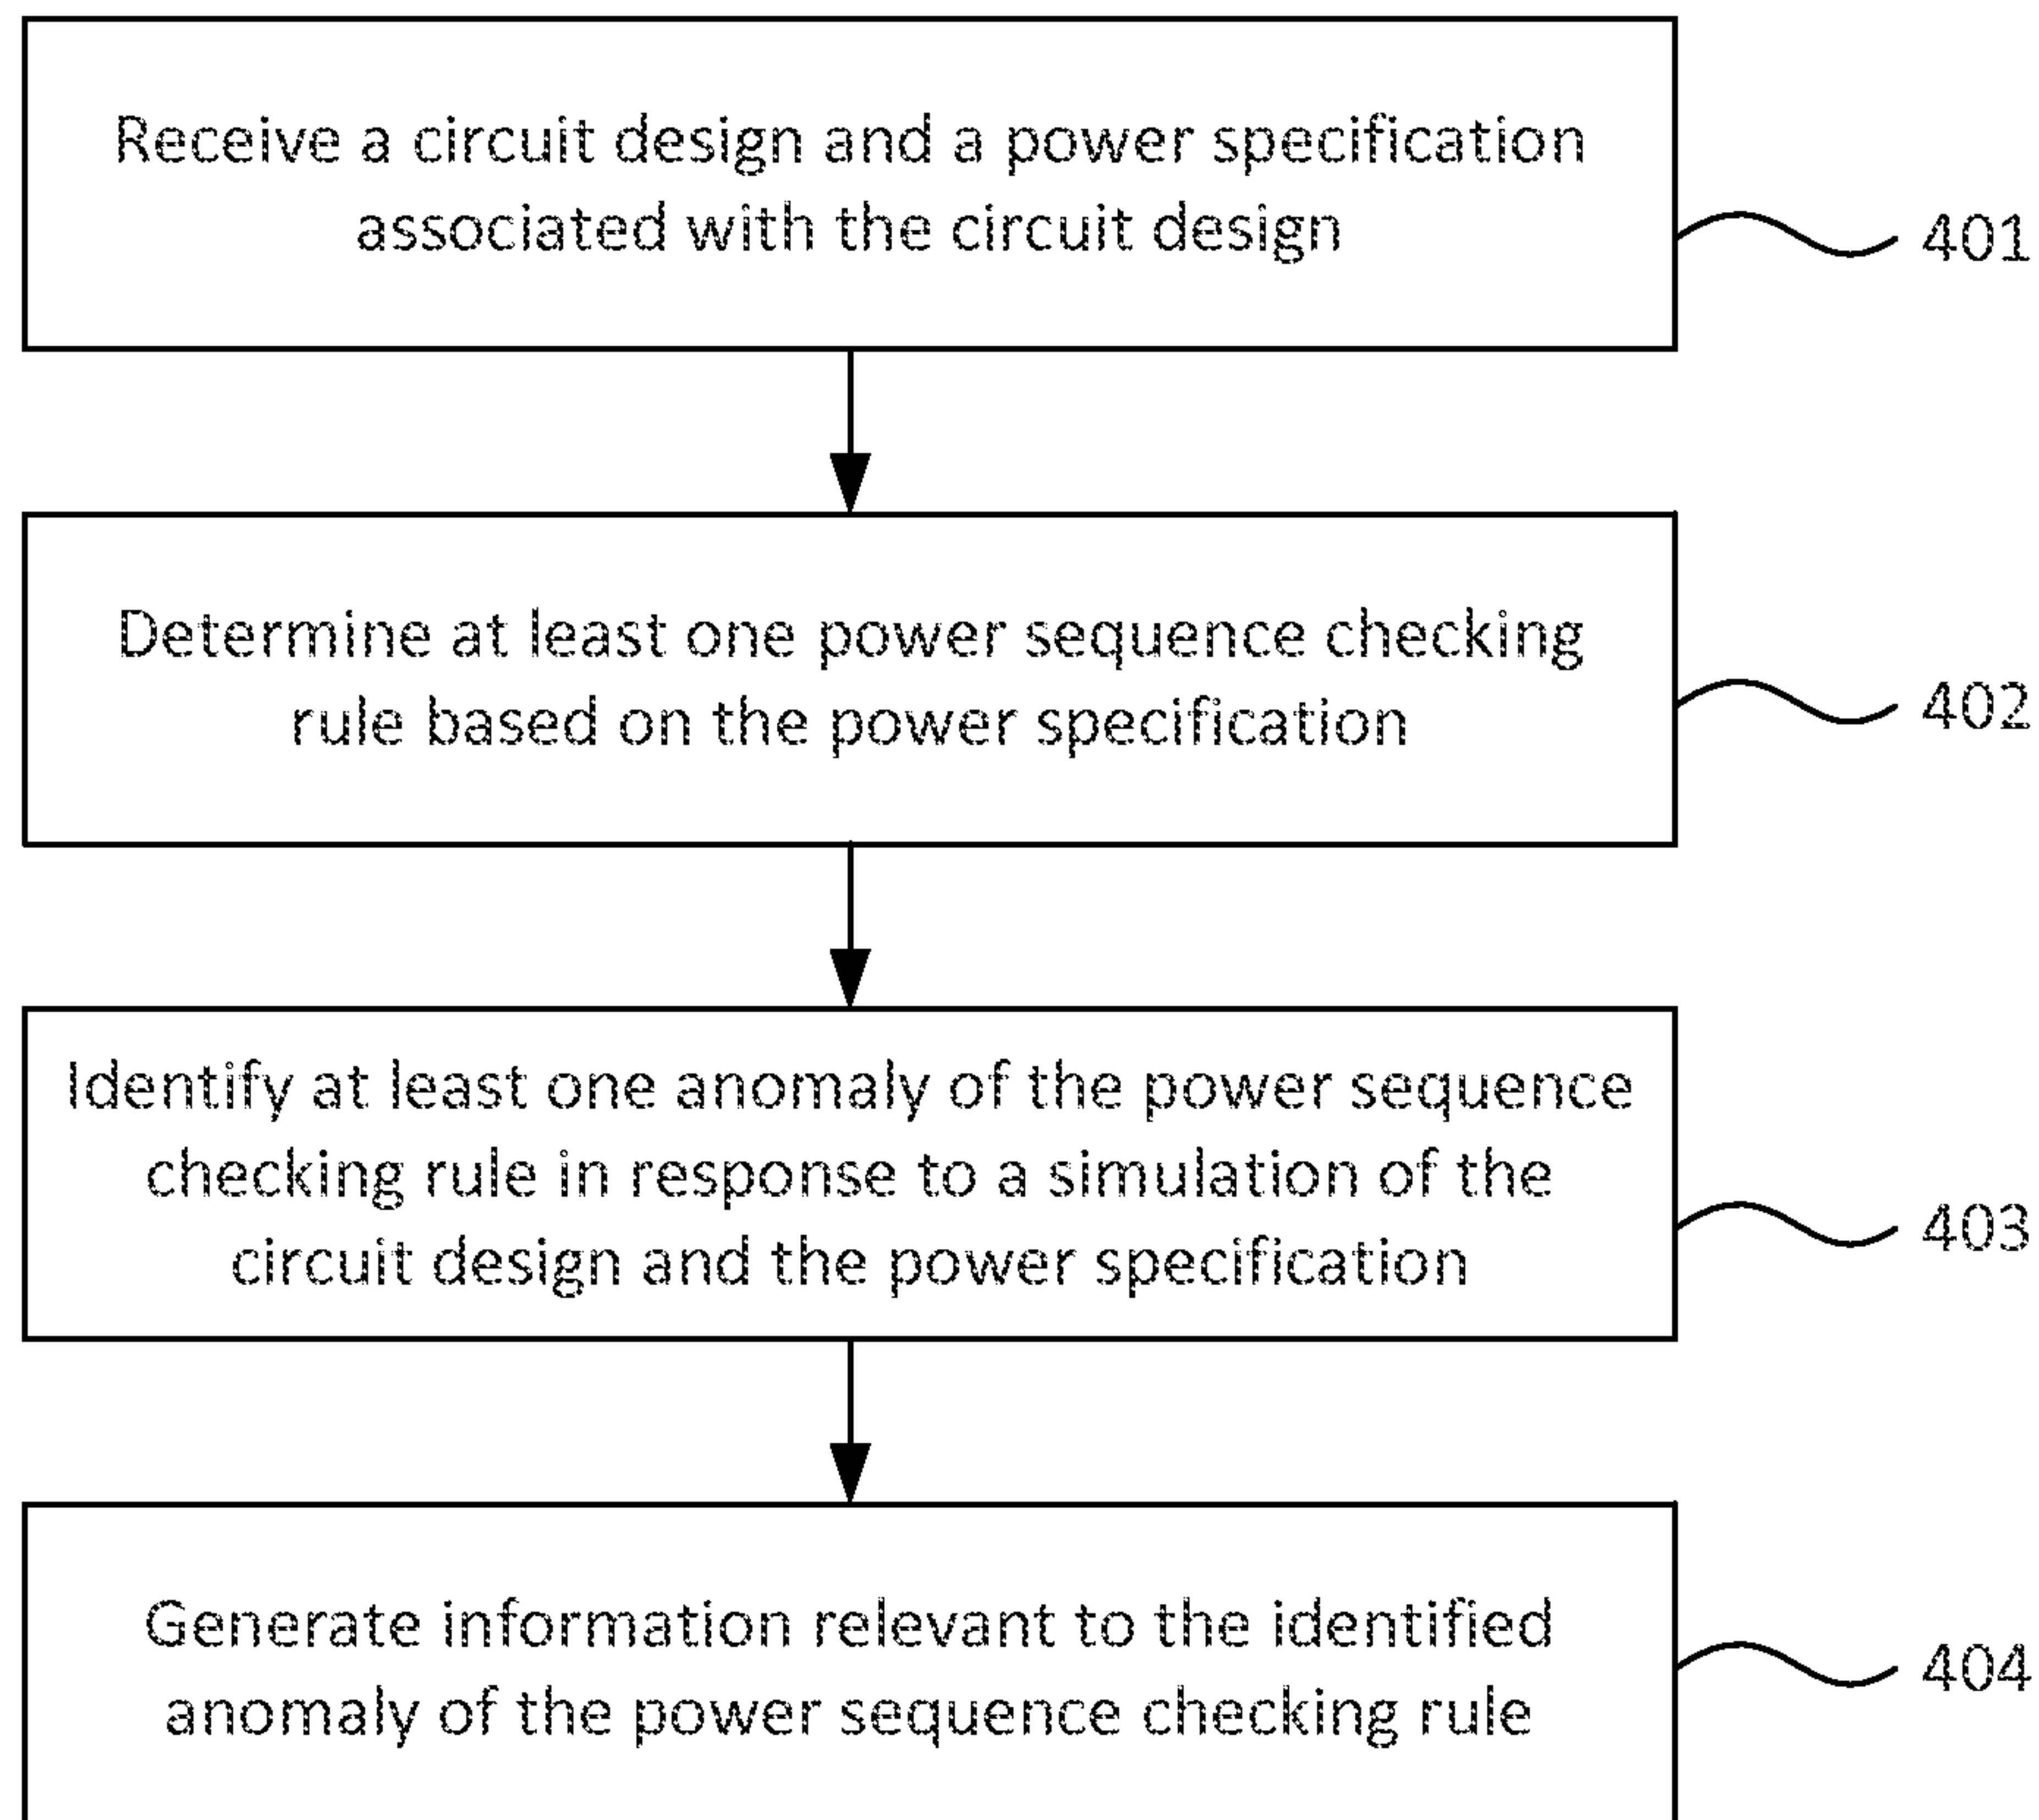 Receive a circuit design and a power specification
associated with the circuit design
401
Determine at least one power sequence checking
rule based on the power specification
402
Identify at least one anomaly of the power sequence
checking rule in response to a simulation of the
circuit design and the power specification
403
Generate information relevant to the identified
anomaly of the power sequence checking rule
404